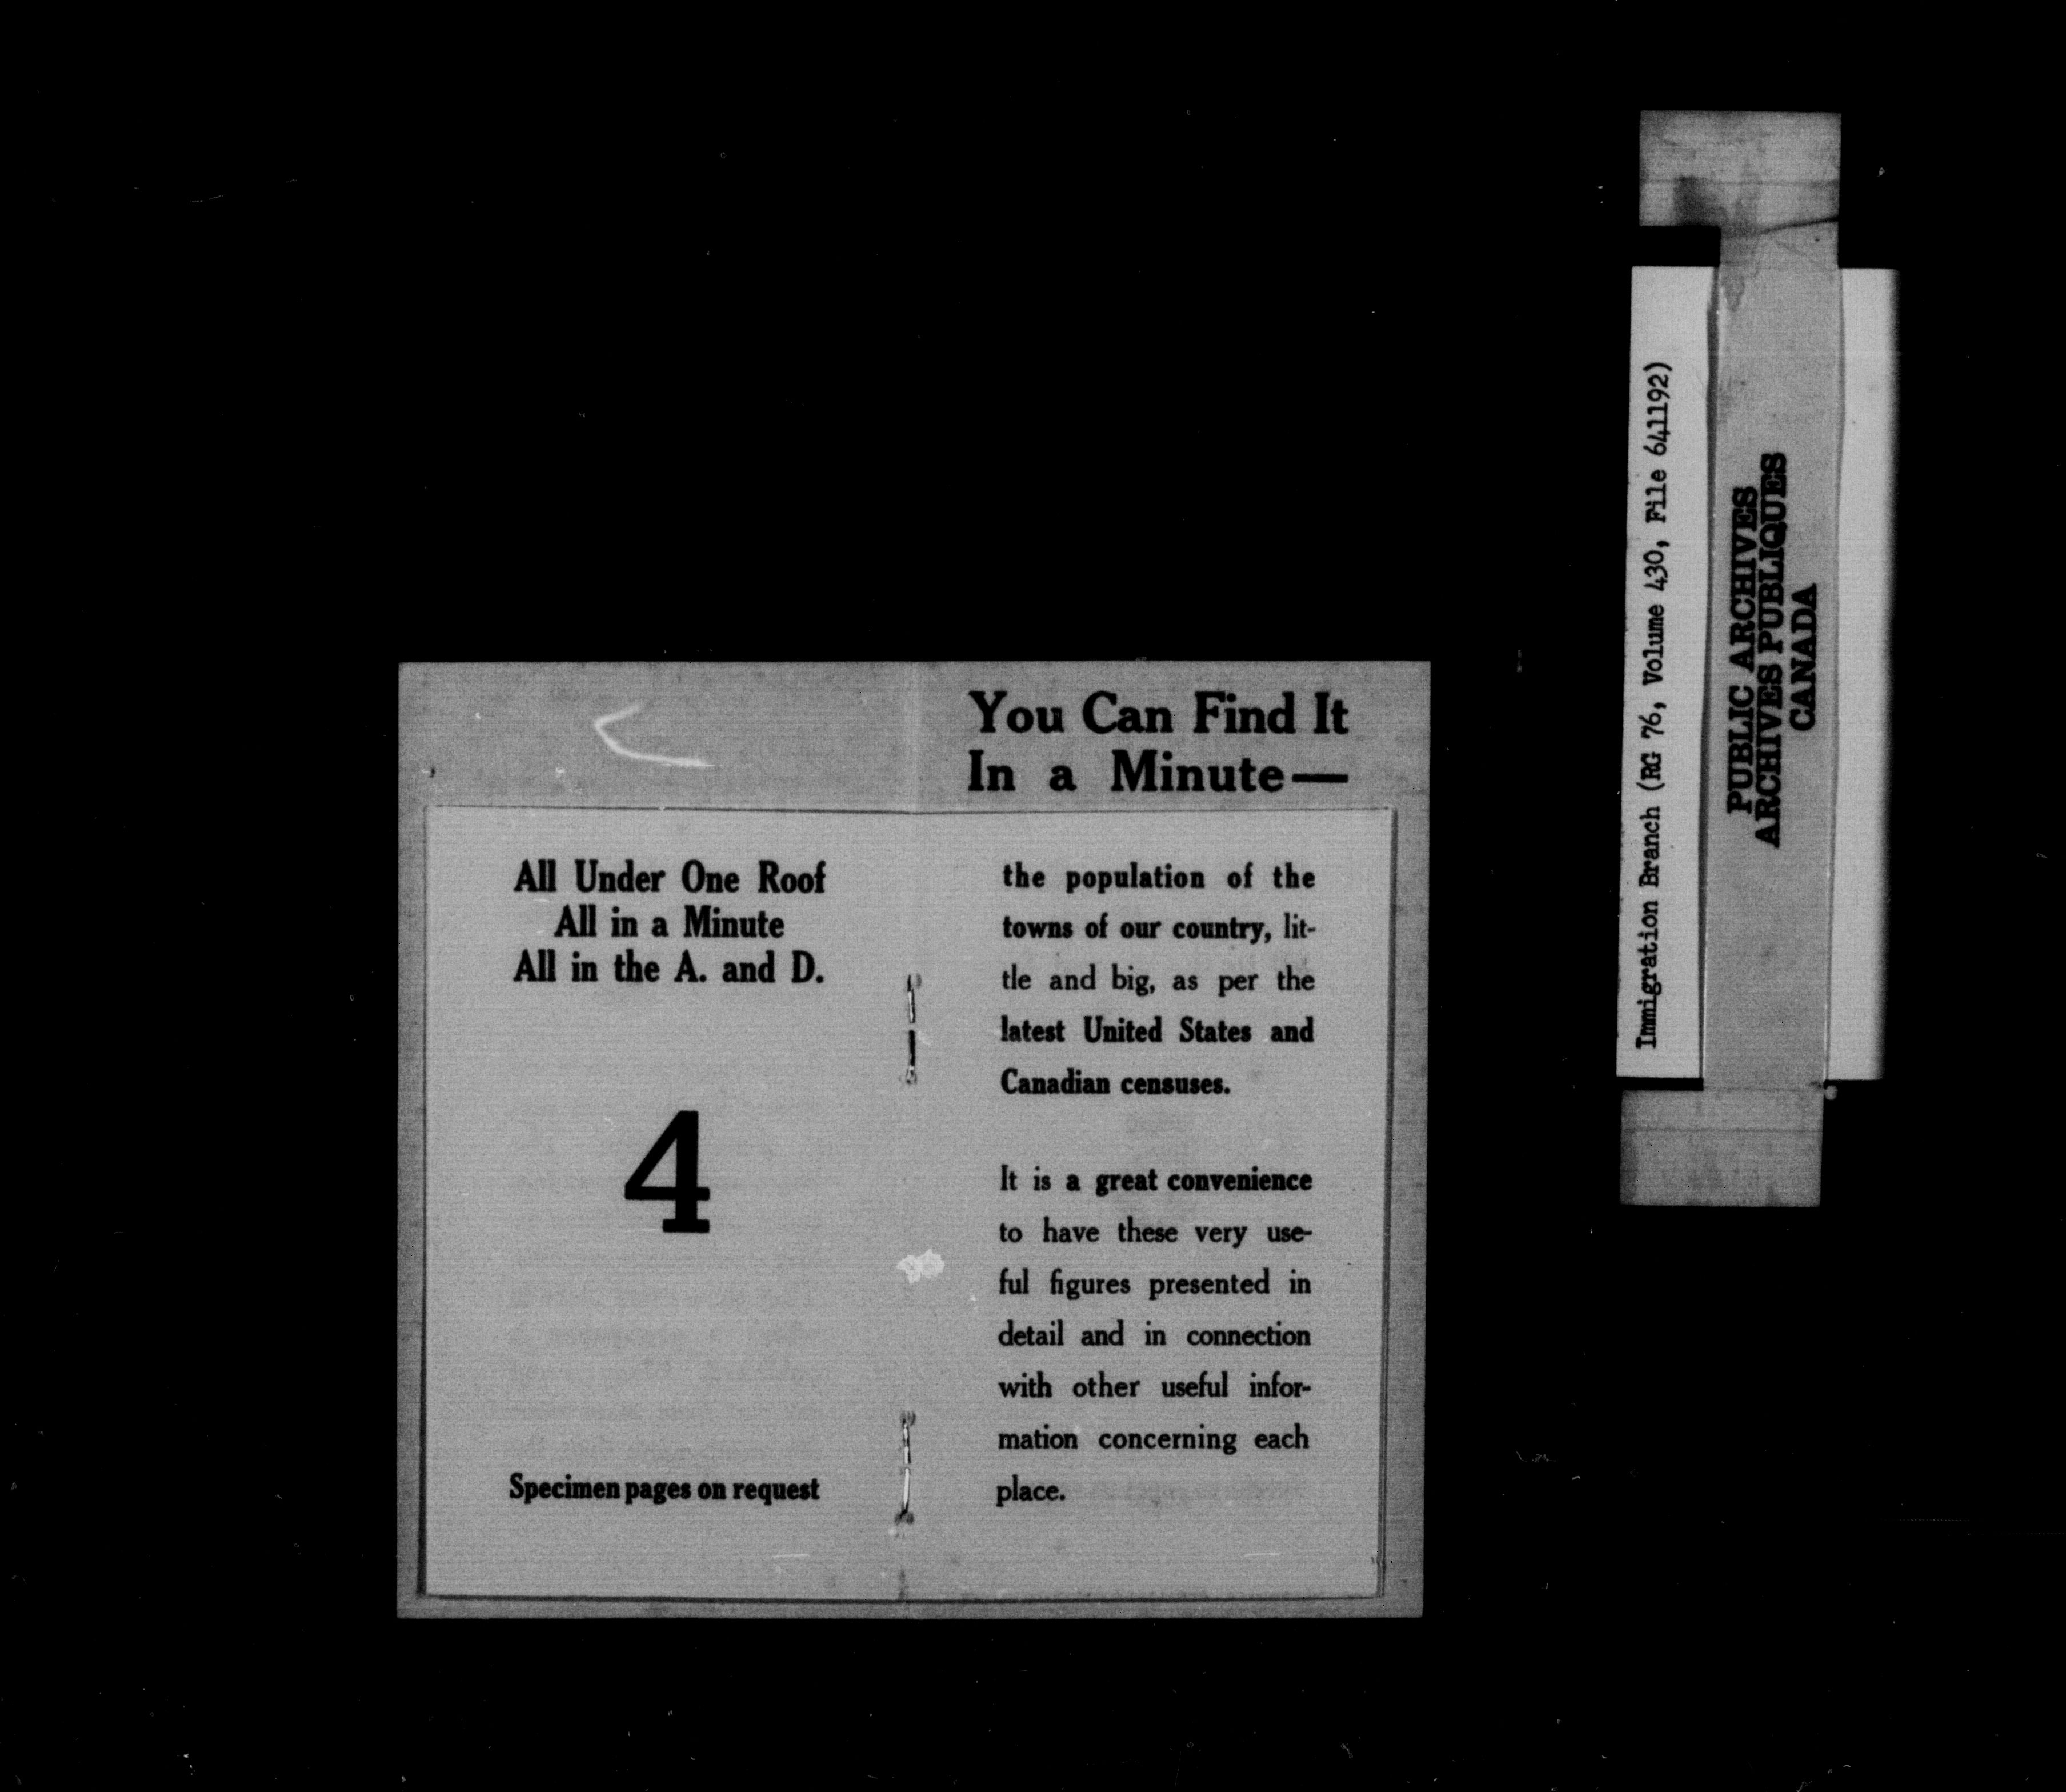 All Under One Roof
All in a Minute
All in the A. and D.
4
Specimen pages on request
You Can Find It
In a Minute—
the population of the
towns of our country, lit-
tle and big, as per the
latest United States and
Canadian censuses.
It is a great convenience
to have these very use-
ful figures presented in
detail and in connection
with other useful infor-
mation concerning each
place.
Immigration Branch (RG 76, Volume 430, File 641192)
PUBLIC ARCHIVES
ARCHIVES PUBLIQUES
CANADA